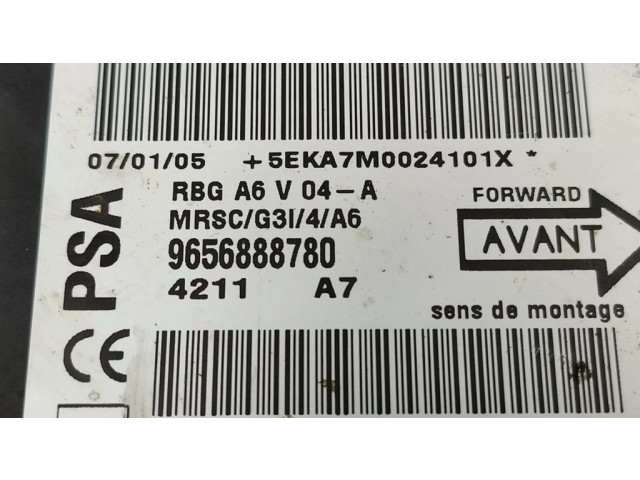 07/01/05 +5EKA7M0024101X*
RBG A6 V 04-A
MRSC/G3I/4/A6
9656888780
4211 A7
FORWARD
AVANT
sens de montage
PSA
CE